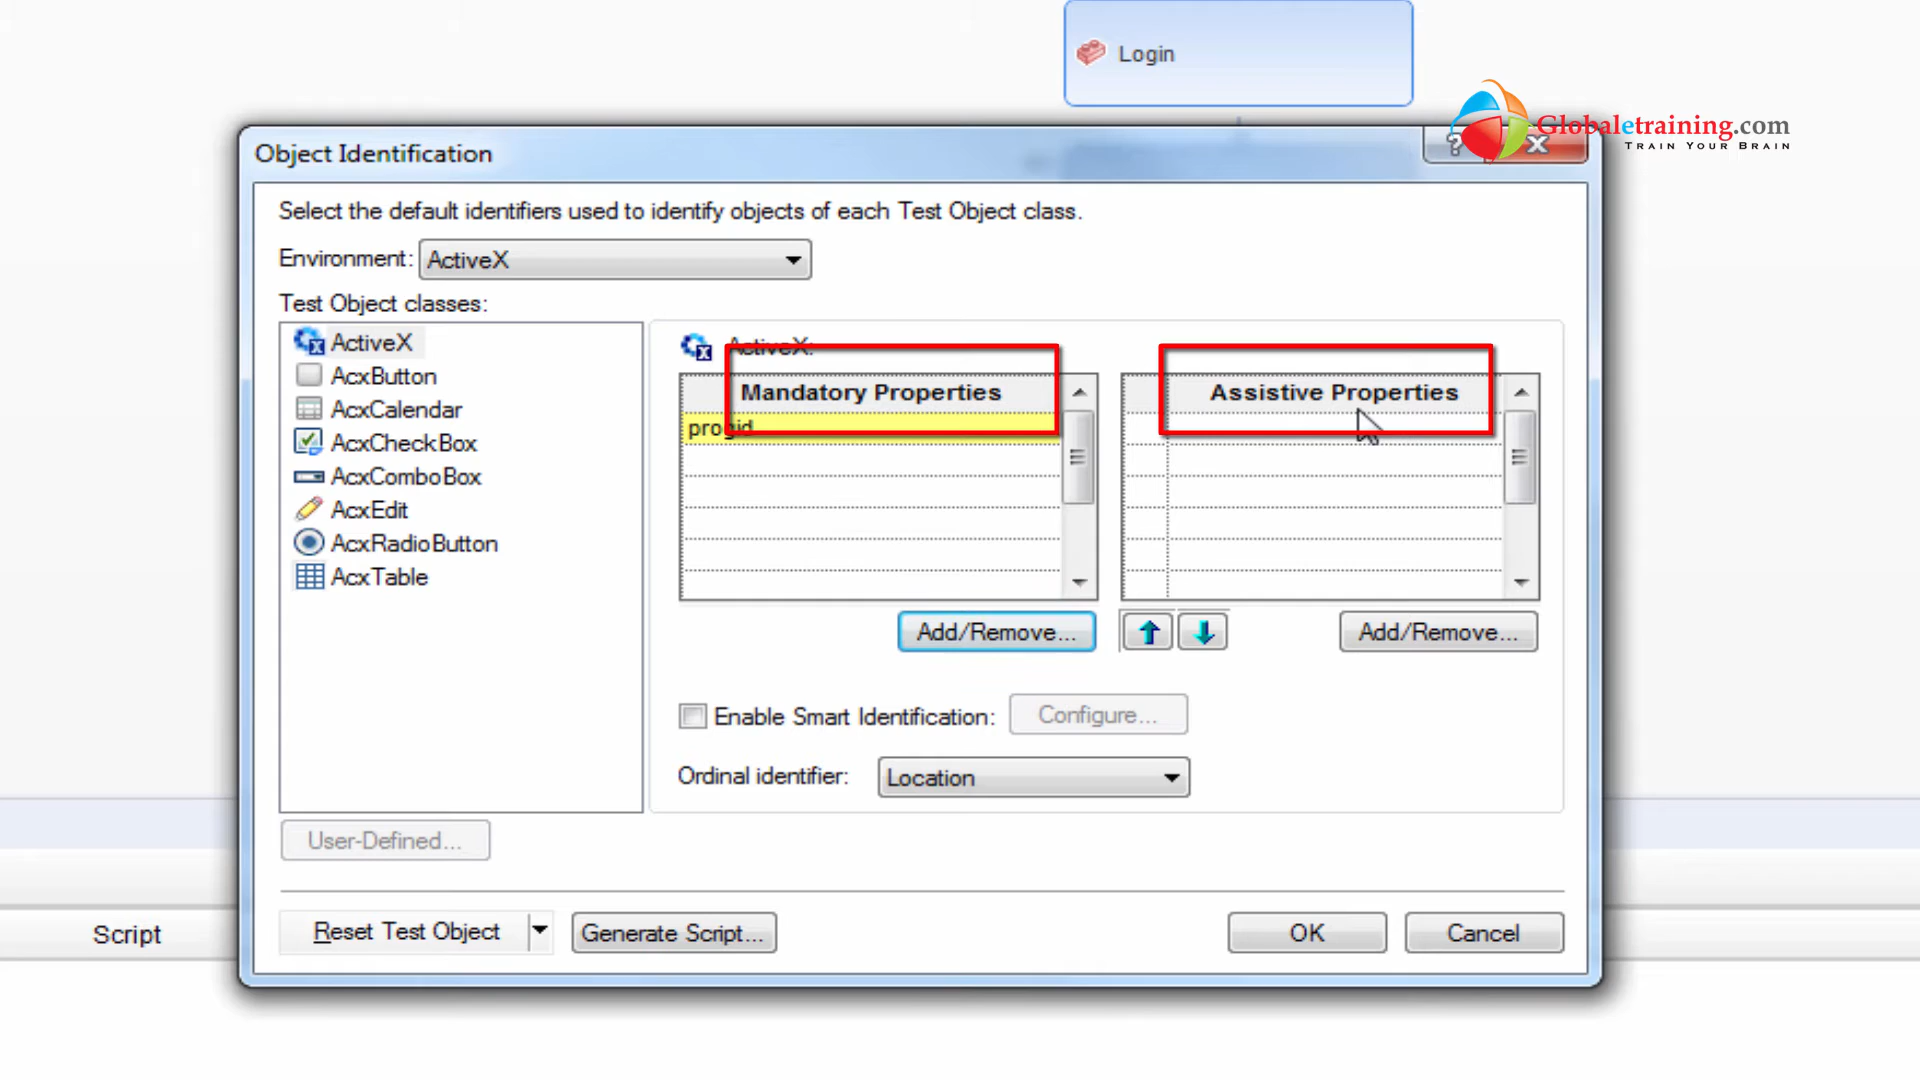 Login
Globaletraining.com
TRAIN YOUR BRAIN
Object Identification
?
Select the default identifiers used to identify objects of each Test Object class.
Environment: ActiveX
Test Object classes:
ActiveX
AcxButton
AcxCalendar
AcxCheckBox
AcxComboBox
AcxEdit
AcxRadioButton
AcxTable
ActiveX:
Mandatory Properties
progid
Assistive Properties
Add/Remove...
Add/Remove...
Enable Smart Identification: Configure...
Ordinal identifier: Location
User-Defined...
Reset Test Object
Generate Script...
OK
Cancel
Script